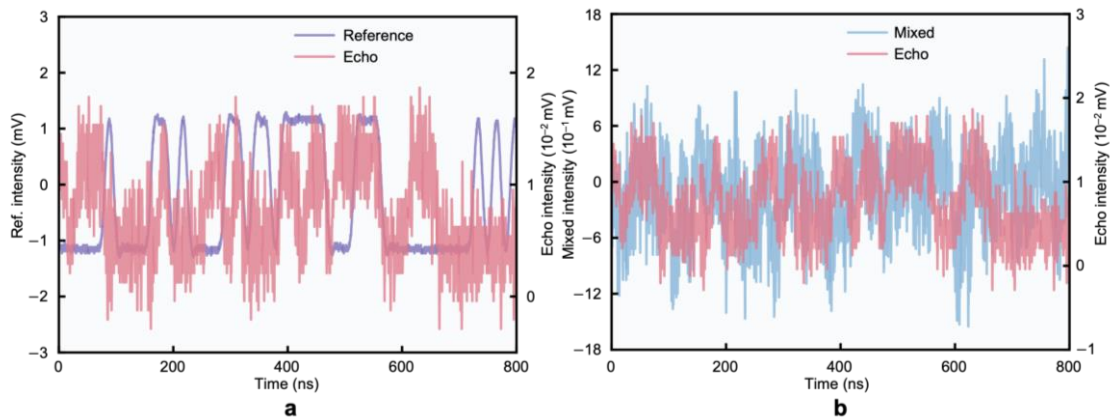 Reference
Echo
3
2
1
0
−1
−2
−3
2
1
0
0
200
400
600
800
Ref. intensity (mV)
Echo intensity (10⁻² mV)
Time (ns)
a
Mixed
Echo
18
12
6
0
−6
−12
−18
3
2
1
0
−1
0
200
400
600
800
Mixed intensity (10⁻¹ mV)
Echo intensity (10⁻² mV)
Time (ns)
b